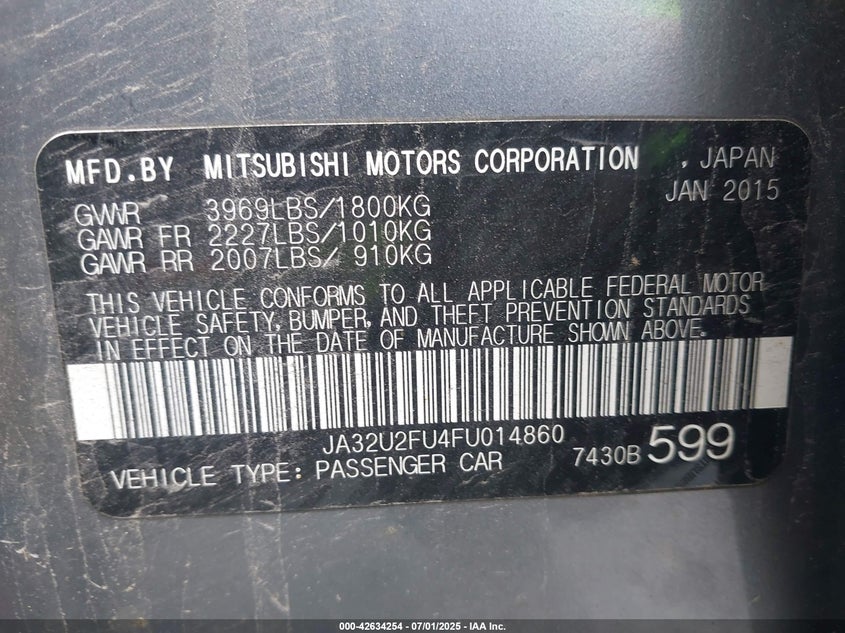 MFD.BY MITSUBISHI MOTORS CORPORATION , JAPAN
JAN 2015
GVWR 3969LBS/1800KG
GAWR FR 2227LBS/1010KG
GAWR RR 2007LBS/ 910KG
THIS VEHICLE CONFORMS TO ALL APPLICABLE FEDERAL MOTOR
VEHICLE SAFETY, BUMPER, AND THEFT PREVENTION STANDARDS
IN EFFECT ON THE DATE OF MANUFACTURE SHOWN ABOVE.
JA32U2FU4FU014860
VEHICLE TYPE: PASSENGER CAR 7430B 599
000-42634254 - 07/01/2025 - IAA Inc.